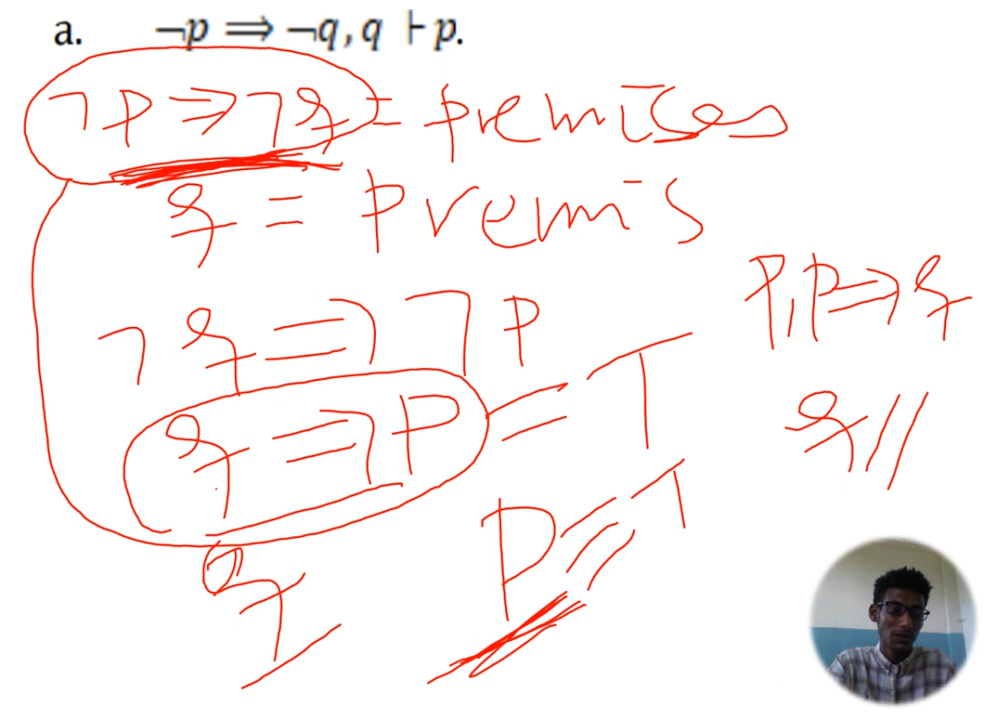 a. ¬p ⟹ ¬q, q ⊢ p.
¬p ⇒ ¬q = premises
q = premis
¬q ⇒ ¬p
q ⇒ p = T
q
p = T
p, p ⇒ q
q //